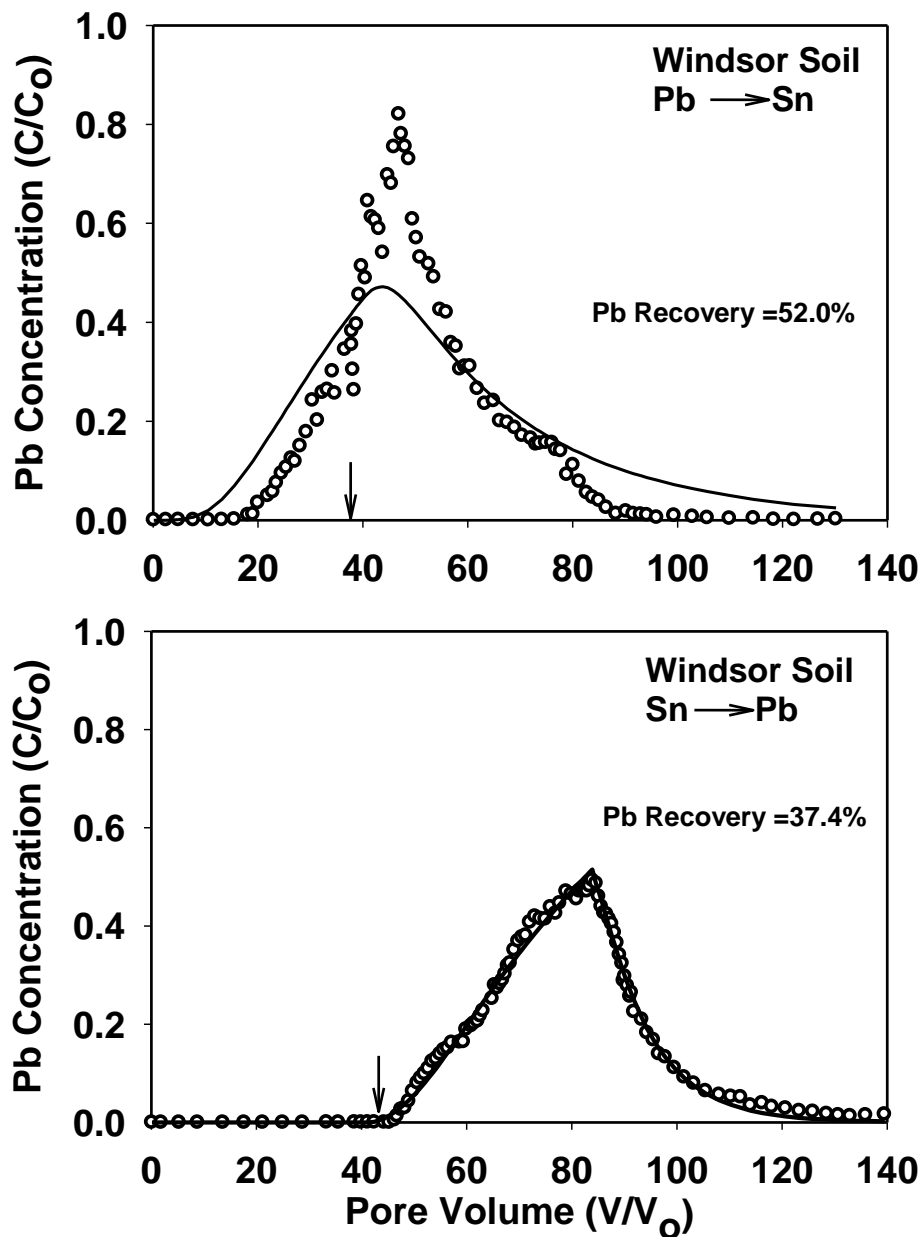 1.0
0.8
0.6
0.4
0.2
0.0
Pb Concentration (C/Co)
Windsor Soil
Pb → Sn
Pb Recovery =52.0%
0 20 40 60 80 100 120 140
1.0
0.8
0.6
0.4
0.2
0.0
Pb Concentration (C/Co)
Windsor Soil
Sn → Pb
Pb Recovery =37.4%
0 20 40 60 80 100 120 140
Pore Volume (V/Vo)